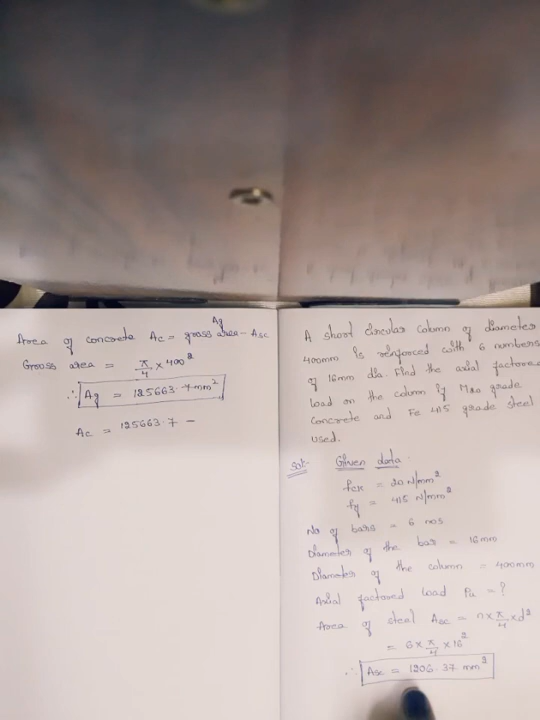 A short circular column of diameter
400mm is reinforced with 6 numbers
of 16mm dia. Find the axial factored
load on the column if M20 grade
concrete and Fe 415 grade steel
used.
Sol:- Given data:
fck = 20 N/mm²
fy = 415 N/mm²
No of bars = 6 nos
Diameter of the bar = 16mm
Diameter of the column = 400mm
Axial factored load Pu = ?
Area of steel Asc = n×π/4×d²
= 6×π/4×16²
∴ Asc = 1206.37 mm²
Ag
Area of concrete Ac = gross area - Asc
Gross area = π/4 × 400²
∴ Ag = 125663.7 mm²
Ac = 125663.7 -